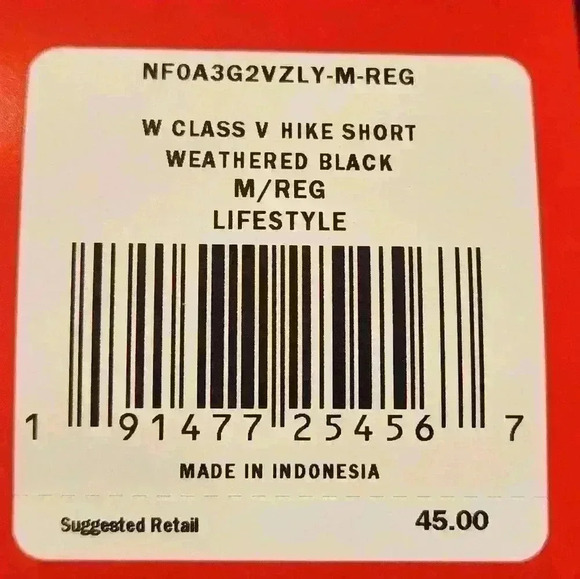 NF0A3G2VZLY-M-REG
W CLASS V HIKE SHORT
WEATHERED BLACK
M/REG
LIFESTYLE
1 91477 25456 7
MADE IN INDONESIA
Suggested Retail 45.00